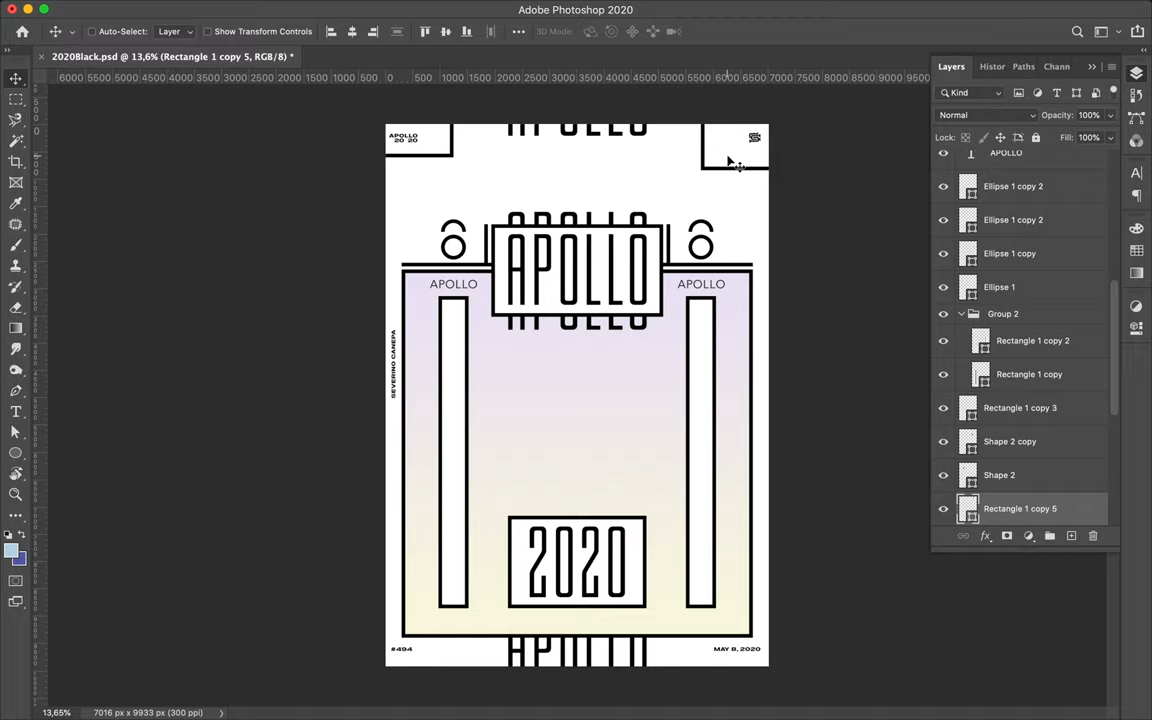 Adobe Photoshop 2020
Auto-Select:
Layer
Show Transform Controls
3D Mode:
2020Black.psd @ 13,6% (Rectangle 1 copy 5, RGB/8) *
6000 5500 5000 4500 4000 3500 3000 2500 2000 1500 1000 500 0 500 1000 1500 2000 2500 3000 3500 4000 4500 5000 5500 6000 6500 7000 7500 8000 8500 9000 9500
Layers
Histor
Paths
Chann
Kind
Normal
Opacity: 100%
Lock:
Fill: 100%
APOLLO
Ellipse 1 copy 2
Ellipse 1 copy 2
Ellipse 1 copy
Ellipse 1
Group 2
Rectangle 1 copy 2
Rectangle 1 copy
Rectangle 1 copy 3
Shape 2 copy
Shape 2
Rectangle 1 copy 5
APOLLO
20 20
APOLLO
APOLLO
APOLLO
APOLLO
APOLLO
APOLLO
APOLLO
SEVERINO CANEPA
2020
APOLLO
#494
MAY 8, 2020
13,65%
7016 px x 9933 px (300 ppi)